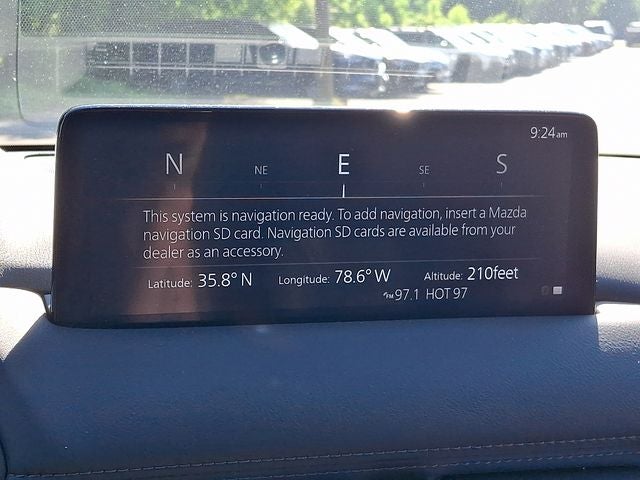 9:24am
N NE E SE S
This system is navigation ready. To add navigation, insert a Mazda
navigation SD card. Navigation SD cards are available from your
dealer as an accessory.
Latitude: 35.8° N Longitude: 78.6° W Altitude: 210feet
FM 97.1 HOT 97